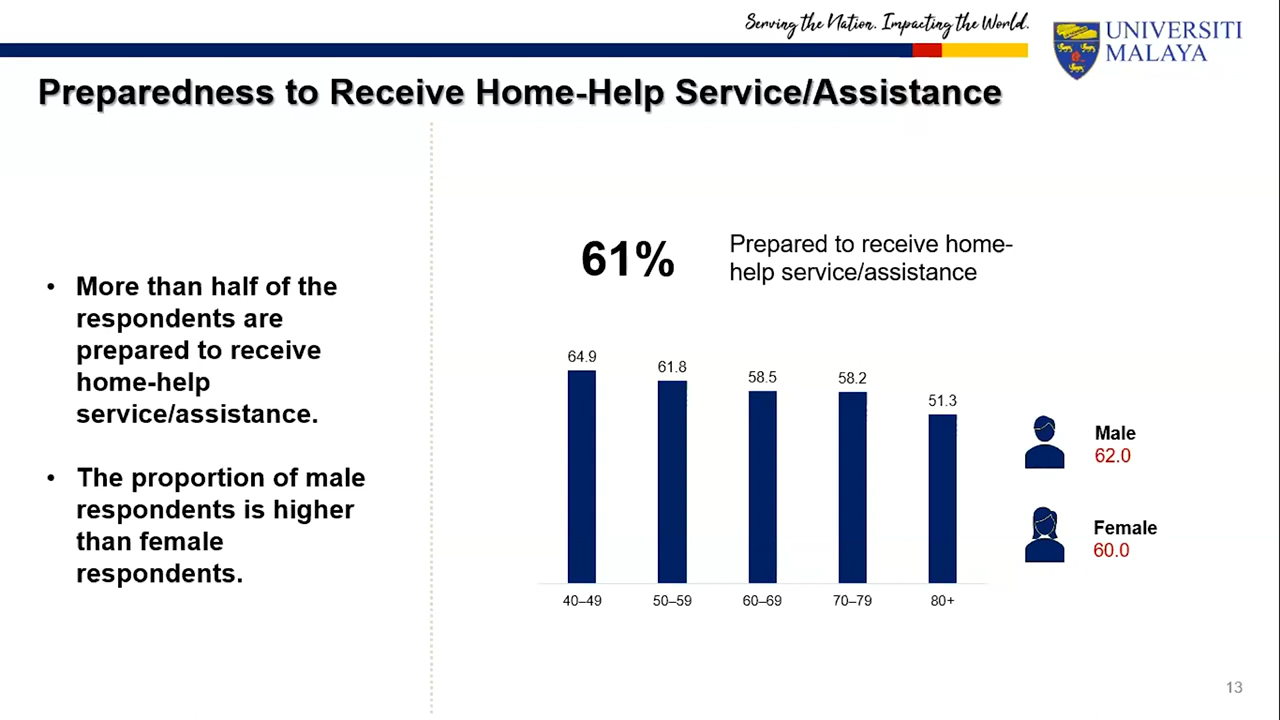 Serving the Nation. Impacting the World.
UNIVERSITI
MALAYA
Preparedness to Receive Home-Help Service/Assistance
• More than half of the
respondents are
prepared to receive
home-help
service/assistance.
• The proportion of male
respondents is higher
than female
respondents.
61%
Prepared to receive home-
help service/assistance
64.9
61.8
58.5
58.2
51.3
40–49
50–59
60–69
70–79
80+
Male
62.0
Female
60.0
13